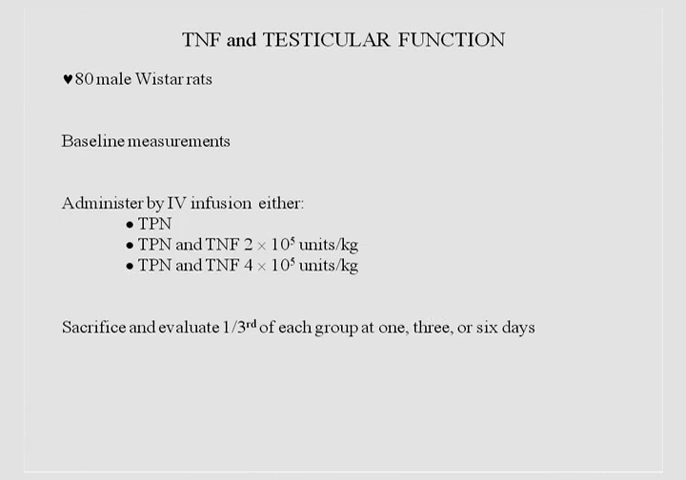 TNF and TESTICULAR FUNCTION
♥80 male Wistar rats
Baseline measurements
Administer by IV infusion either:
● TPN
● TPN and TNF 2 × 10⁵ units/kg
● TPN and TNF 4 × 10⁵ units/kg
Sacrifice and evaluate 1/3ʳᵈ of each group at one, three, or six days